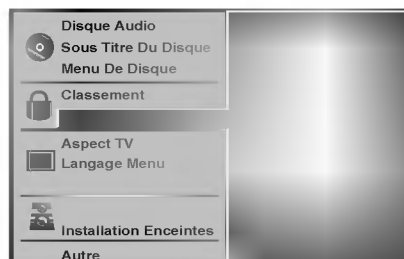 Disque Audio
Sous Titre Du Disque
Menu De Disque
Classement
Aspect TV
Langage Menu
Installation Enceintes
Autre